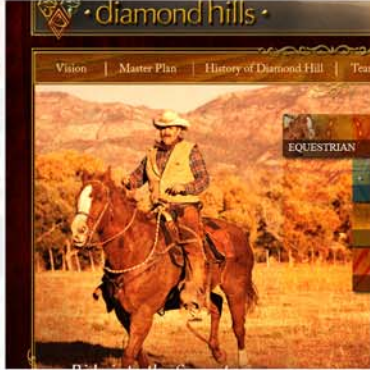 · diamond hills ·
Vision | Master Plan | History of Diamond Hill |
EQUESTRIAN